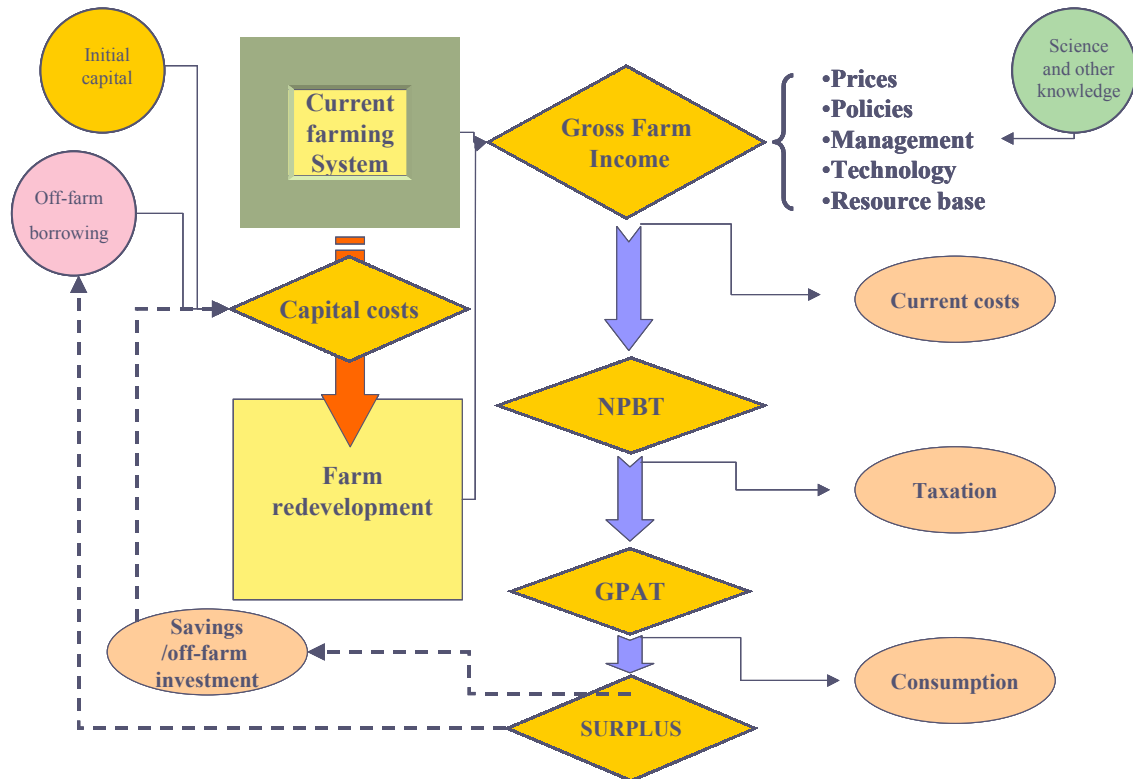 Initial
capital
Current
farming
System
Gross Farm
Income
•Prices
•Policies
•Management
•Technology
•Resource base
Science
and other
knowledge
Off-farm
borrowing
Capital costs
Current costs
NPBT
Farm
redevelopment
Taxation
GPAT
Savings
/off-farm
investment
Consumption
SURPLUS